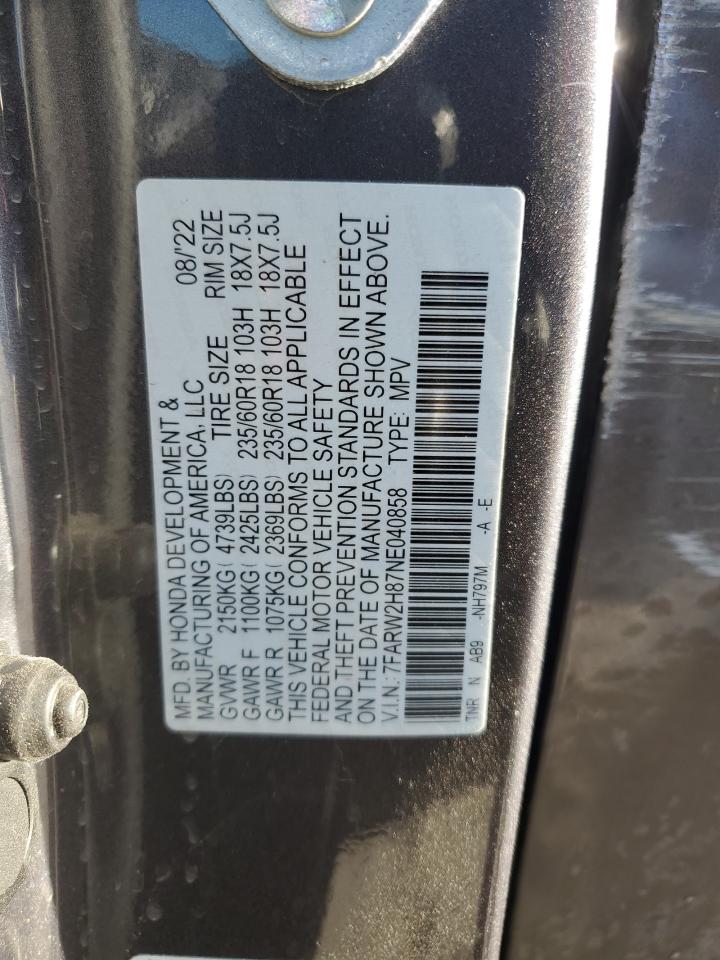 MFD. BY HONDA DEVELOPMENT & 08/'22
MANUFACTURING OF AMERICA, LLC
GVWR 2150KG( 4739LBS) TIRE SIZE RIM SIZE
GAWR F 1100KG( 2425LBS) 235/60R18 103H 18X7.5J
GAWR R 1075KG( 2369LBS) 235/60R18 103H 18X7.5J
THIS VEHICLE CONFORMS TO ALL APPLICABLE
FEDERAL MOTOR VEHICLE SAFETY
AND THEFT PREVENTION STANDARDS IN EFFECT
ON THE DATE OF MANUFACTURE SHOWN ABOVE.
V.I.N.: 7FARW2H87NE040858 TYPE: MPV
TNR N AB9 -NH797M -A -E